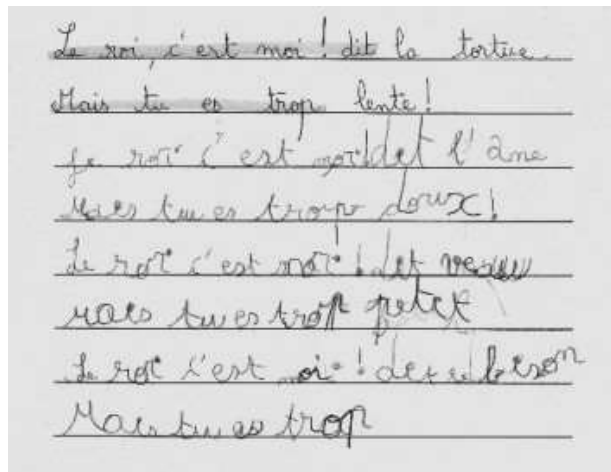 Le roi, c'est moi ! dit la tortue.
Mais tu es trop lente !
Le roi c'est moi ! dit l'âne
Mais tu es trop doux !
Le roi c'est moi ! dit
mais tu es trop petit
Le roi c'est moi ! dit le bison
Mais tu es trop